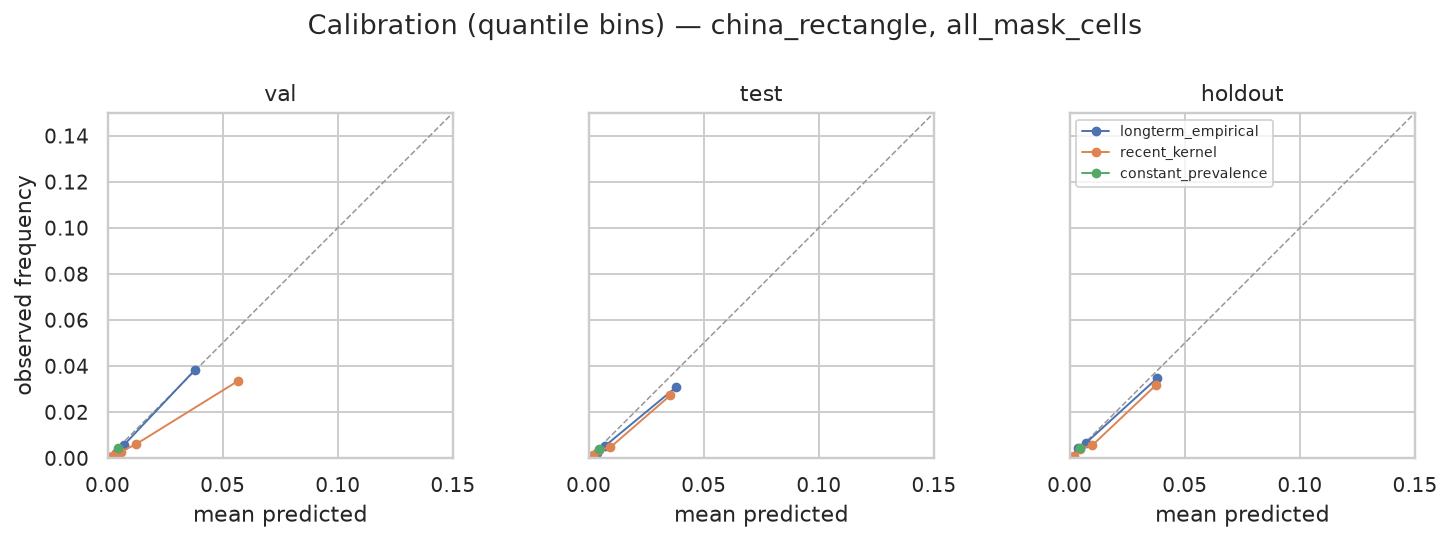 Calibration (quantile bins) — china_rectangle, all_mask_cells
val
test
holdout
observed frequency
0.14
0.12
0.10
0.08
0.06
0.04
0.02
0.00
longterm_empirical
recent_kernel
constant_prevalence
0.00 0.05 0.10 0.15
0.00 0.05 0.10 0.15
0.00 0.05 0.10 0.15
mean predicted
mean predicted
mean predicted